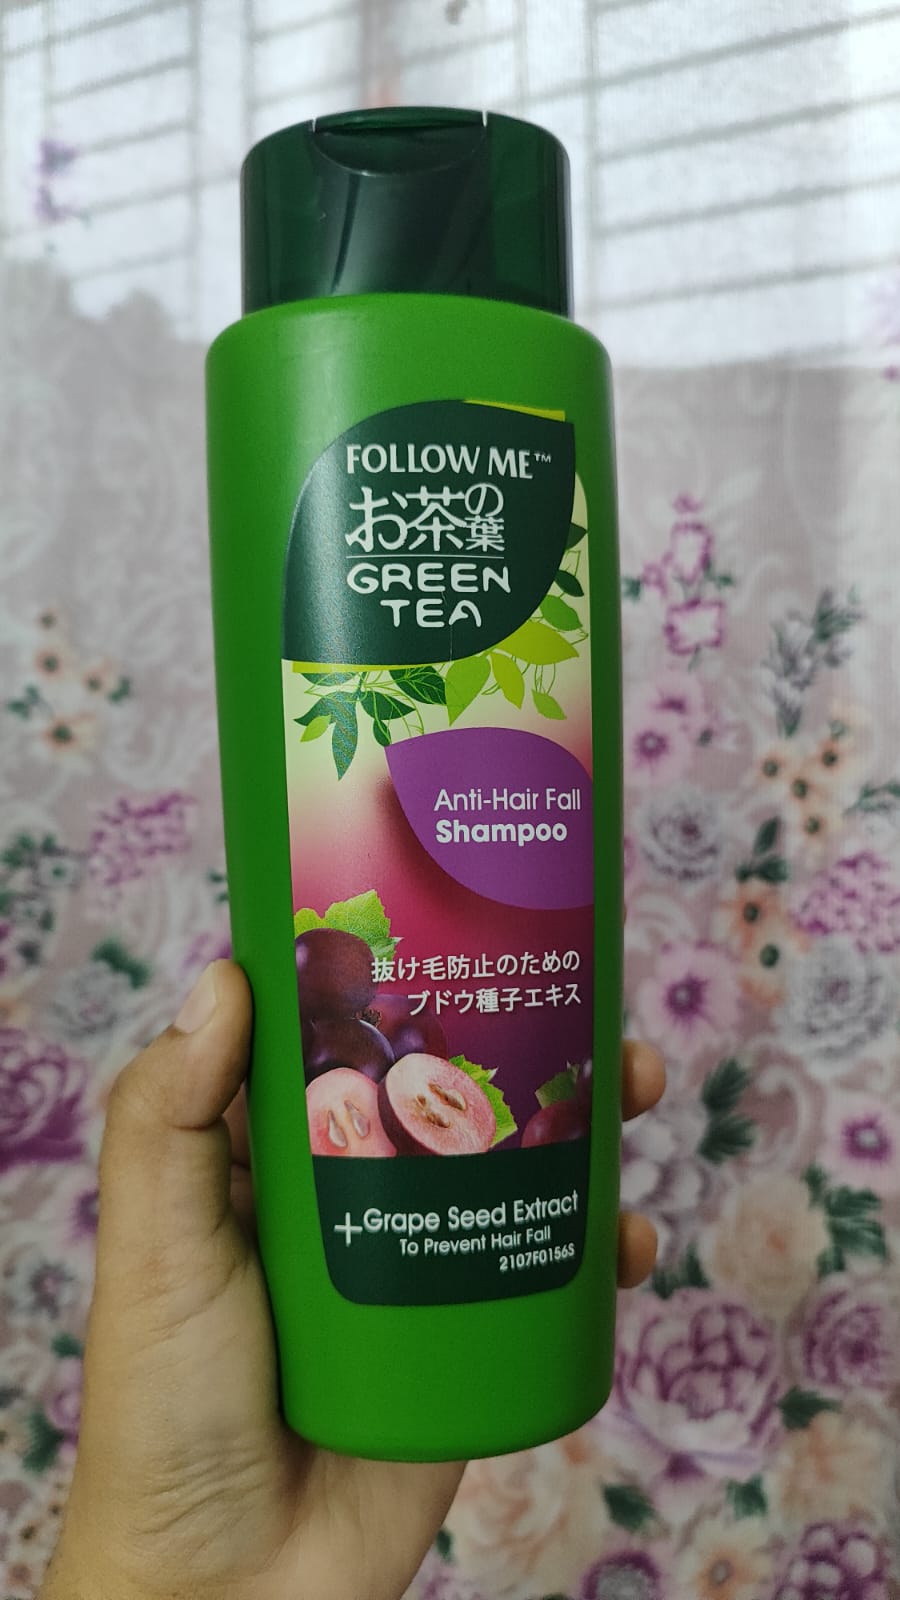 FOLLOW ME™
お茶の葉
GREEN
TEA
Anti-Hair Fall
Shampoo
抜け毛防止のための
ブドウ種子エキス
+Grape Seed Extract
To Prevent Hair Fall
2107F0156S